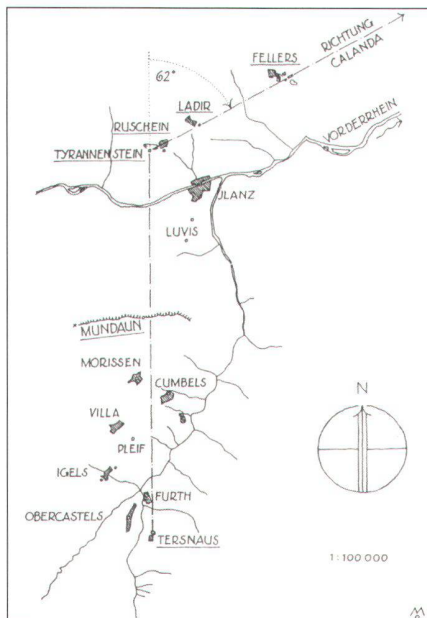 RICHTUNG
CALANDA
FELLERS
62°
LADIR
RUSCHEIN
VORDERRHEIN
TYRANNENSTEIN
JLANZ
LUVIS
MUNDAUN
MORISSEN
CUMBELS
N
VILLA
PLEIF
IGELS
FURTH
OBERCASTELS
TERSNAUS
1:100 000